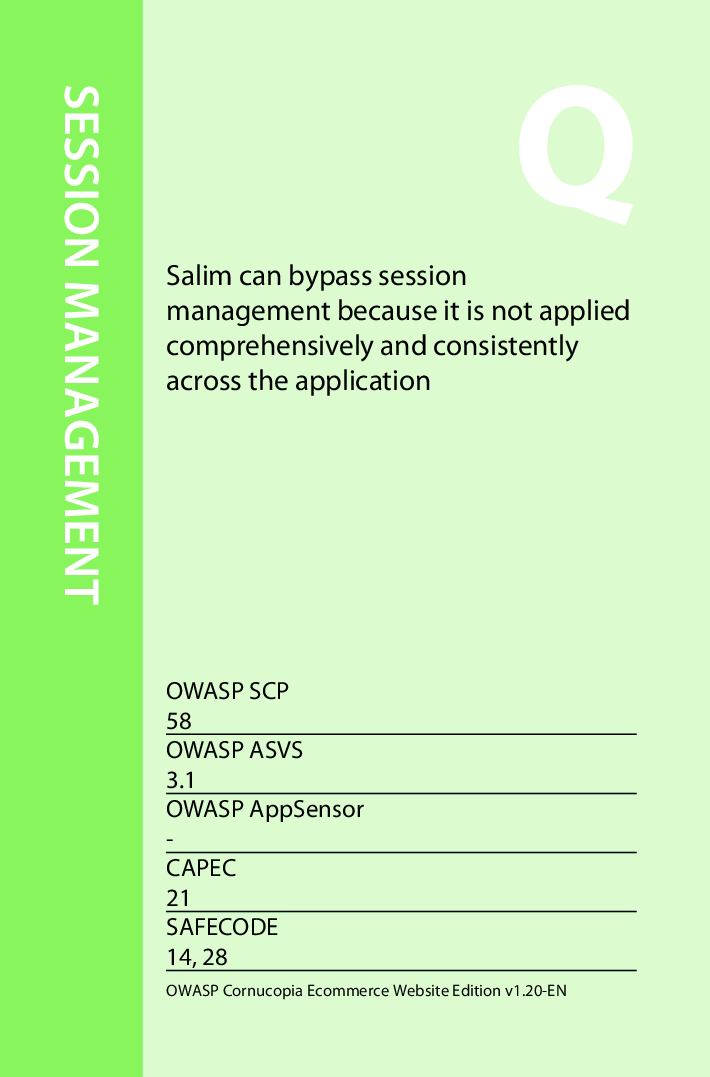 SESSION MANAGEMENT
Q
Salim can bypass session
management because it is not applied
comprehensively and consistently
across the application
OWASP SCP
58
OWASP ASVS
3.1
OWASP AppSensor
-
CAPEC
21
SAFECODE
14, 28
OWASP Cornucopia Ecommerce Website Edition v1.20-EN